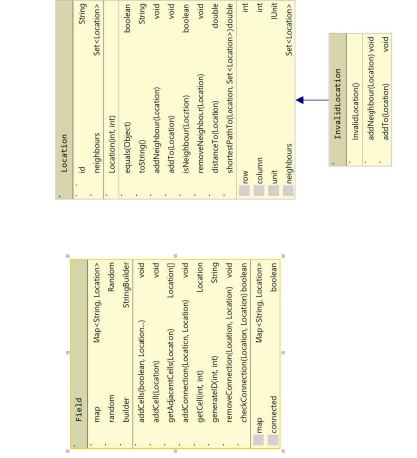 Location
id String
neighbours Set<Location>
Location(int, int)
equals(Object) boolean
toString() String
addNeighbour(Location) void
addTo(Location) void
isNeighbour(Location) boolean
removeNeighbour(Location) void
distanceTo(Location) double
shortestPathTo(Location, Set<Location>) double
row int
column int
unit IUnit
neighbours Set<Location>
InvalidLocation
InvalidLocation()
addNeighbour(Location) void
addTo(Location) void
Field
map Map<String, Location>
random Random
builder StringBuilder
addCells(boolean, Location...) void
addCell(Location) void
getAdjacentCells(Location) Location[]
addConnection(Location, Location) void
getCell(int, int) Location
generateID(int, int) String
removeConnection(Location, Location) void
checkConnection(Location, Location) boolean
map Map<String, Location>
connected boolean